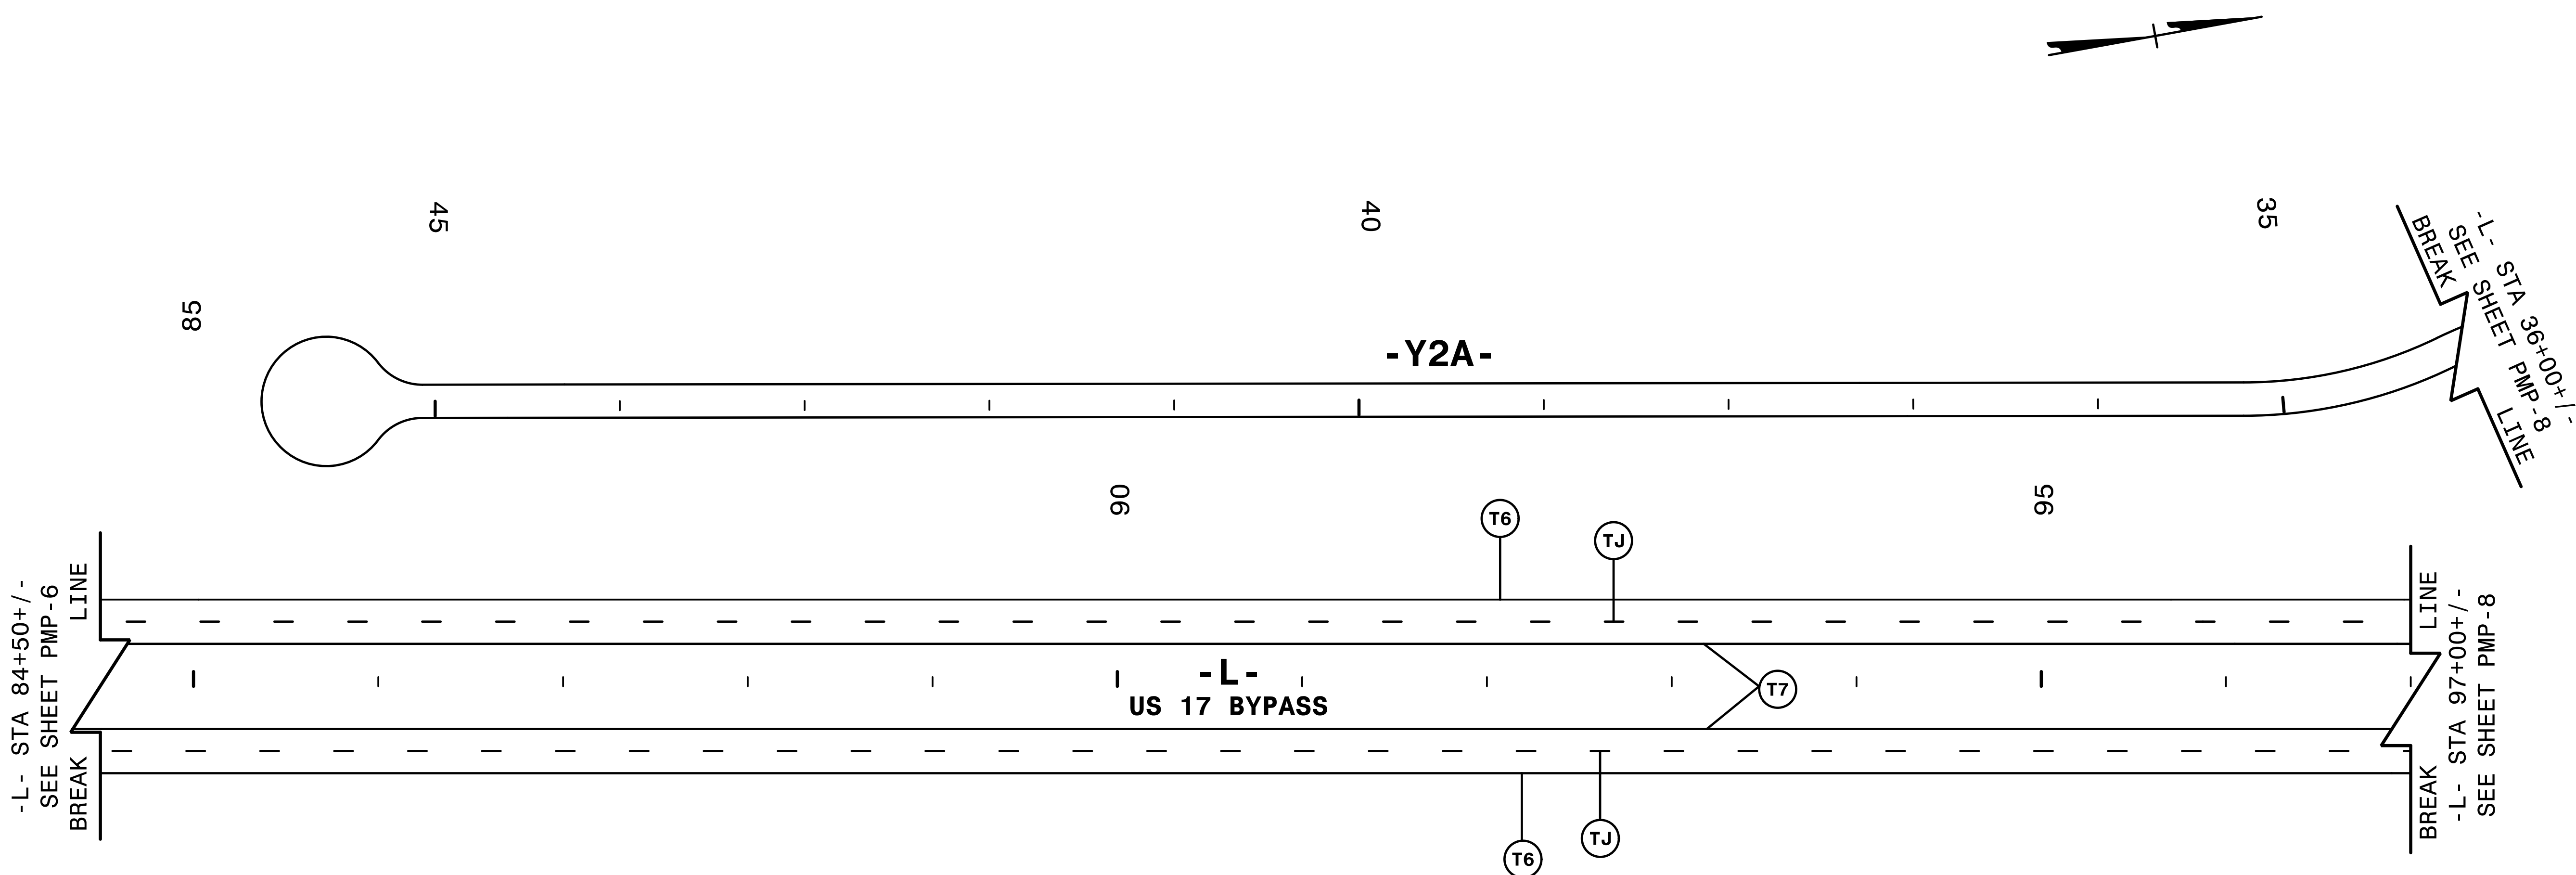 45
40
35
85
-Y2A-
BREAK LINE
-L- STA 36+00+/-
SEE SHEET PMP-8
90
95
T6
TJ
-L- STA 84+50+/-
SEE SHEET PMP-6
BREAK LINE
-L-
US 17 BYPASS
T7
BREAK LINE
-L- STA 97+00+/-
SEE SHEET PMP-8
TJ
T6